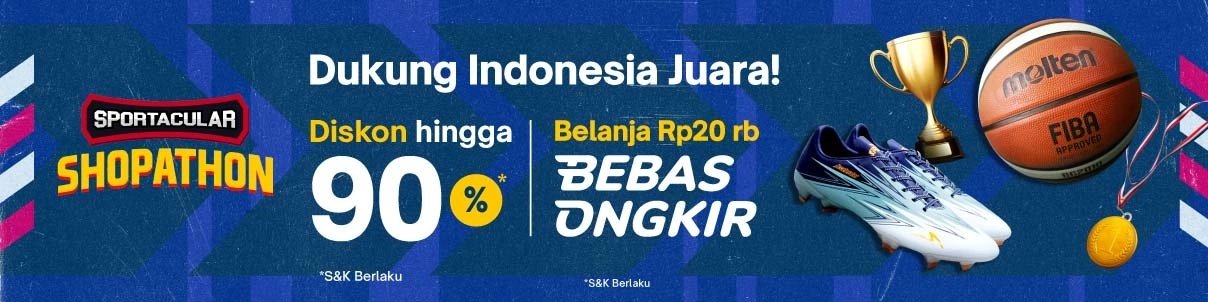 SPORTACULAR
SHOPATHON
Dukung Indonesia Juara!
Diskon hingga
90%*
*S&K Berlaku
Belanja Rp20 rb
BEBAS
ONGKIR
*S&K Berlaku
molten
FIBA
APPROVED